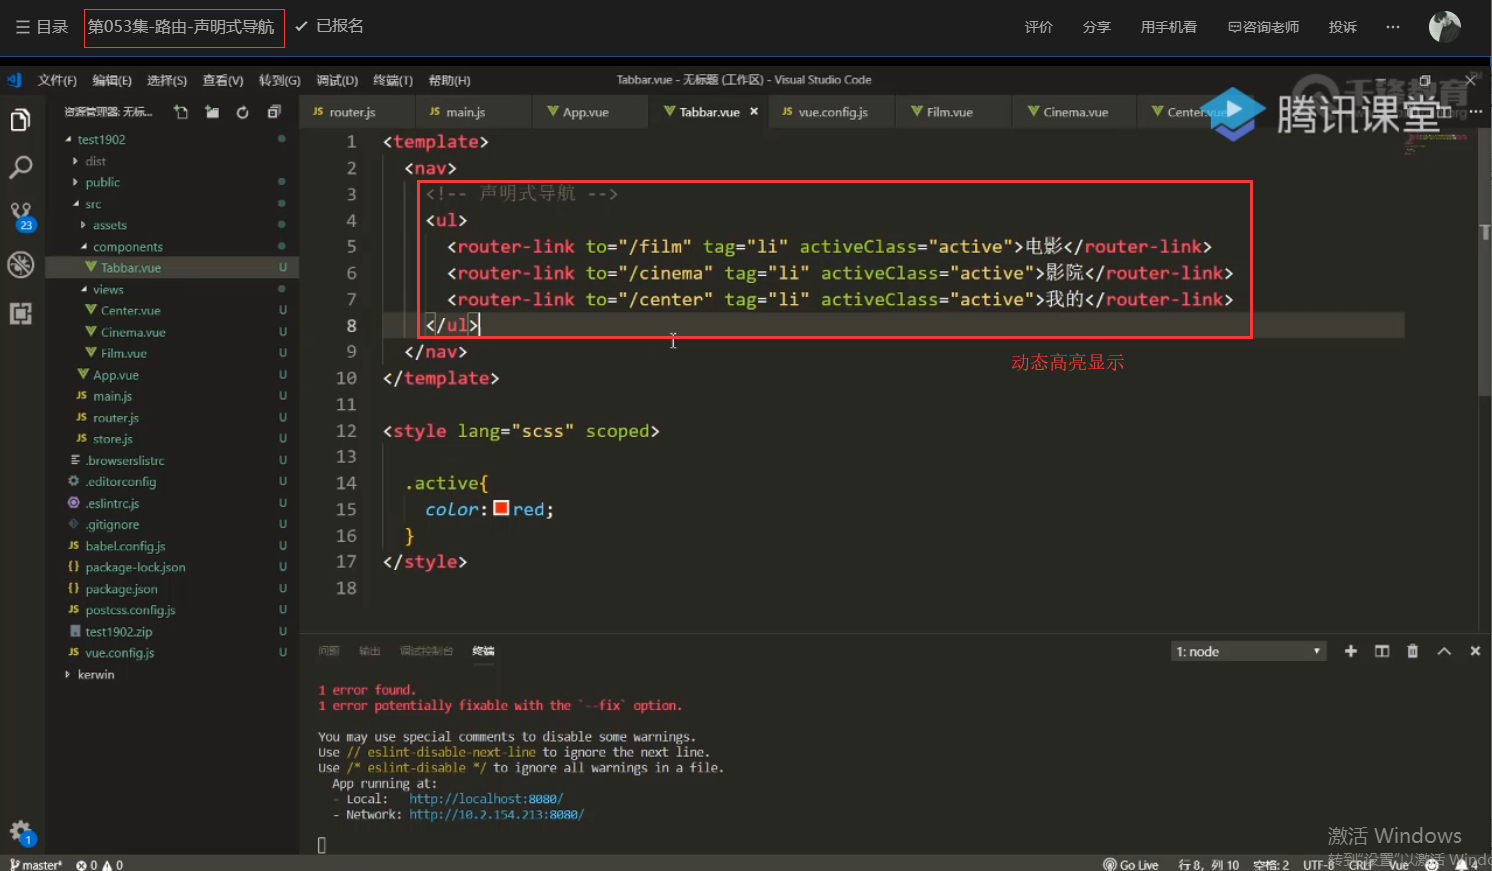 目录 第053集-路由-声明式导航 已报名 评价 分享 用手机看 咨询老师 投诉 ...
文件(F) 编辑(E) 选择(S) 查看(V) 转到(G) 调试(D) 终端(T) 帮助(H) Tabbar.vue - 无标题 (工作区) - Visual Studio Code
千锋教育
腾讯课堂
资源管理器: 无标... JS router.js JS main.js App.vue Tabbar.vue JS vue.config.js Film.vue Cinema.vue Center.vue
test1902
dist
public
src
assets
components
Tabbar.vue U
views
Center.vue U
Cinema.vue U
Film.vue U
App.vue U
JS main.js U
JS router.js U
JS store.js U
.browserslistrc U
.editorconfig U
.eslintrc.js U
.gitignore U
JS babel.config.js U
{} package-lock.json U
{} package.json U
JS postcss.config.js U
test1902.zip U
JS vue.config.js U
kerwin
23
1
1 <template>
2 <nav>
3 <!-- 声明式导航 -->
4 <ul>
5 <router-link to="/film" tag="li" activeClass="active">电影</router-link>
6 <router-link to="/cinema" tag="li" activeClass="active">影院</router-link>
7 <router-link to="/center" tag="li" activeClass="active">我的</router-link>
8 </ul>
9 </nav>
动态高亮显示
10 </template>
11
12 <style lang="scss" scoped>
13
14 .active{
15 color:red;
16 }
17 </style>
18
问题 输出 调试控制台 终端 1: node
1 error found.
1 error potentially fixable with the `--fix` option.
You may use special comments to disable some warnings.
Use // eslint-disable-next-line to ignore the next line.
Use /* eslint-disable */ to ignore all warnings in a file.
App running at:
- Local: http://localhost:8080/
- Network: http://10.2.154.213:8080/
激活 Windows
转到"设置"以激活 Windo
master* 0 0 Go Live 行 8, 列 10 空格: 2 UTF-8 CRLF Vue 4